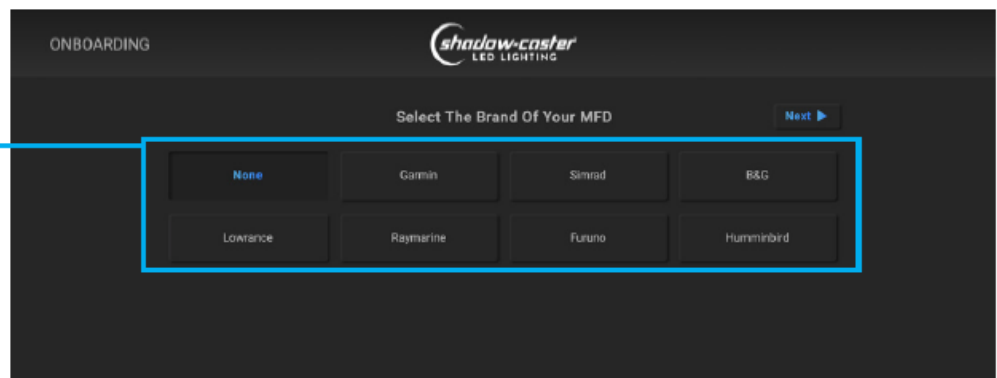 ONBOARDING
shadow-caster
LED LIGHTING
Select The Brand Of Your MFD
Next
None Garmin Simrad B&G
Lowrance Raymarine Furuno Humminbird